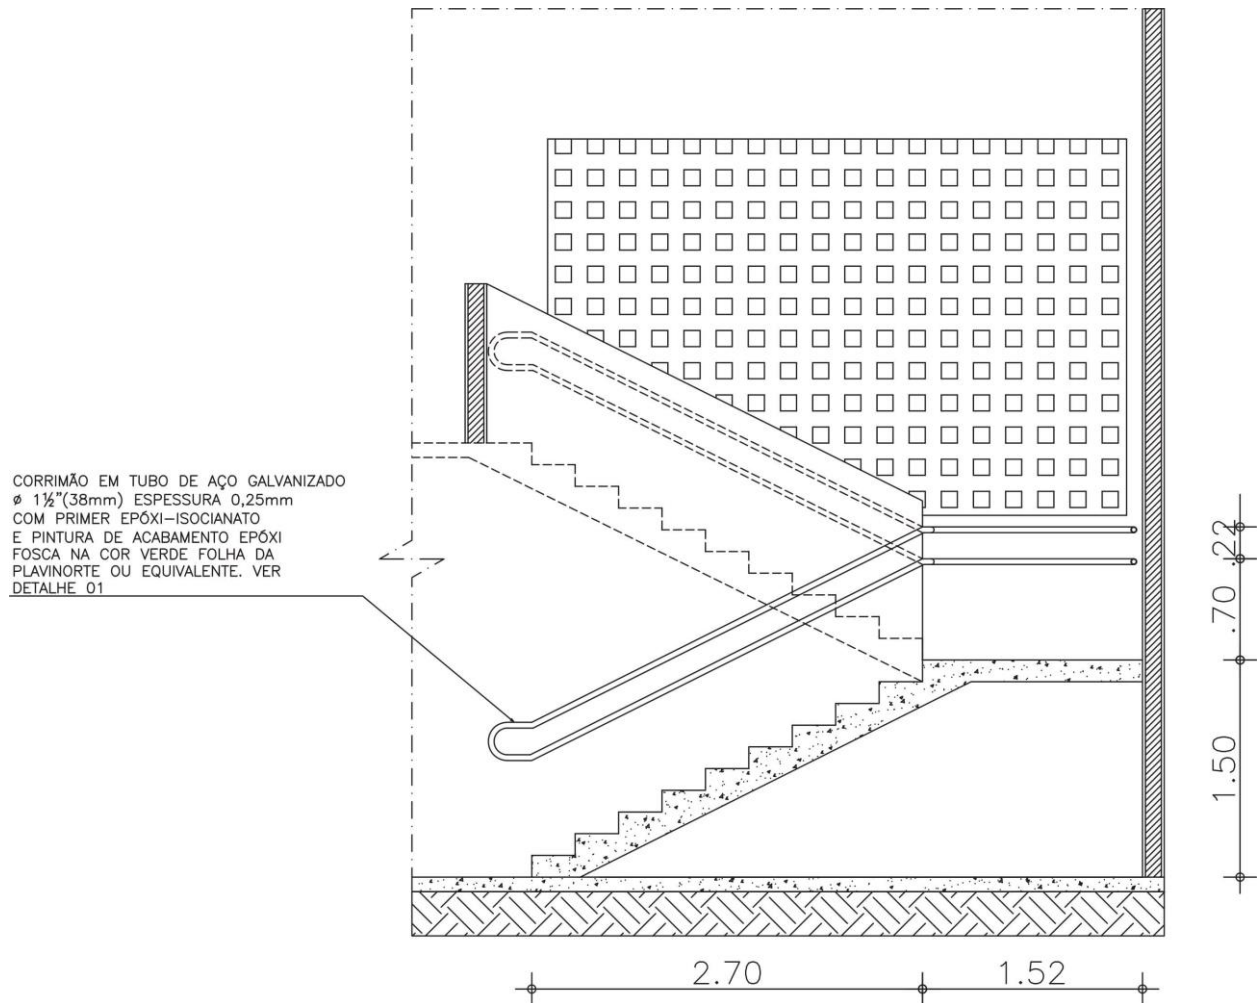 CORRIMÃO EM TUBO DE AÇO GALVANIZADO
ø 1½"(38mm) ESPESSURA 0,25mm
COM PRIMER EPÓXI–ISOCIANATO
E PINTURA DE ACABAMENTO EPÓXI
FOSCA NA COR VERDE FOLHA DA
PLAVINORTE OU EQUIVALENTE. VER
DETALHE 01
.22
.70
1.50
2.70
1.52